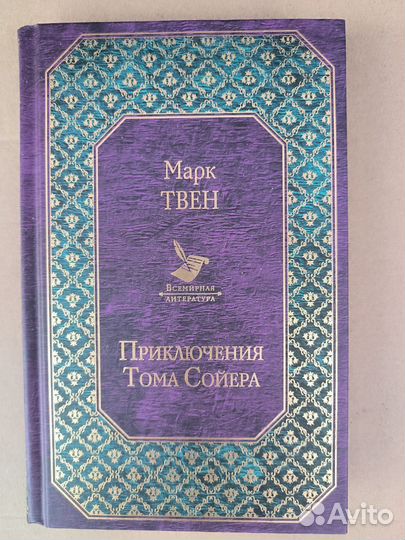 Марк
ТВЕН
Всемирная
литература
Приключения
Тома Сойера
Avito